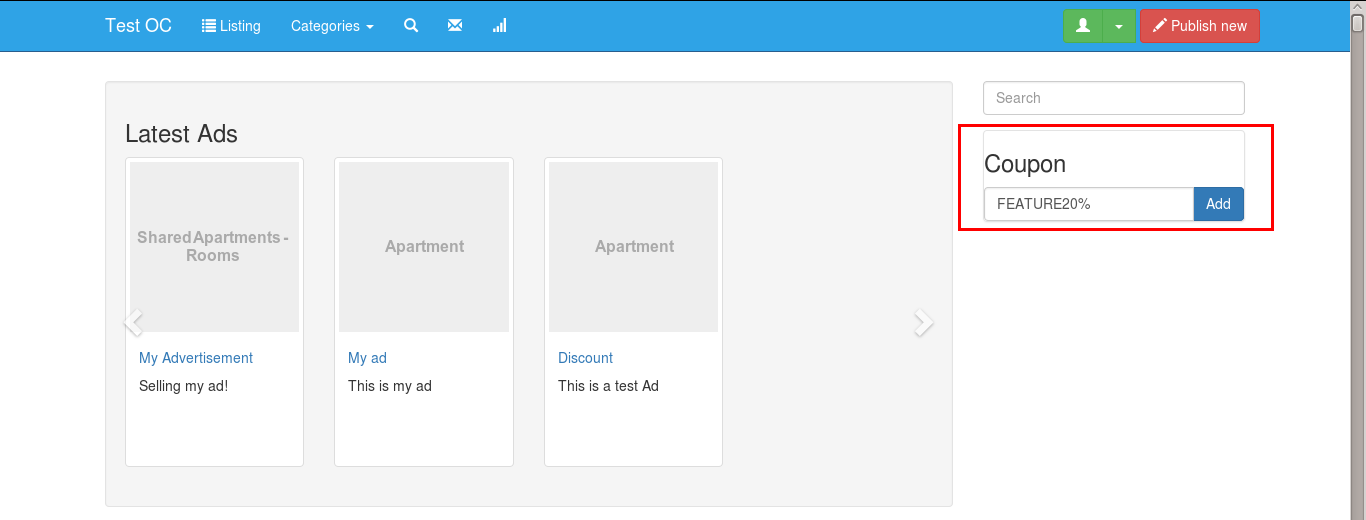 Test OC Listing Categories Publish new
Search
Latest Ads
Coupon
FEATURE20% Add
Shared Apartments -
Rooms
Apartment
Apartment
My Advertisement
Selling my ad!
My ad
This is my ad
Discount
This is a test Ad